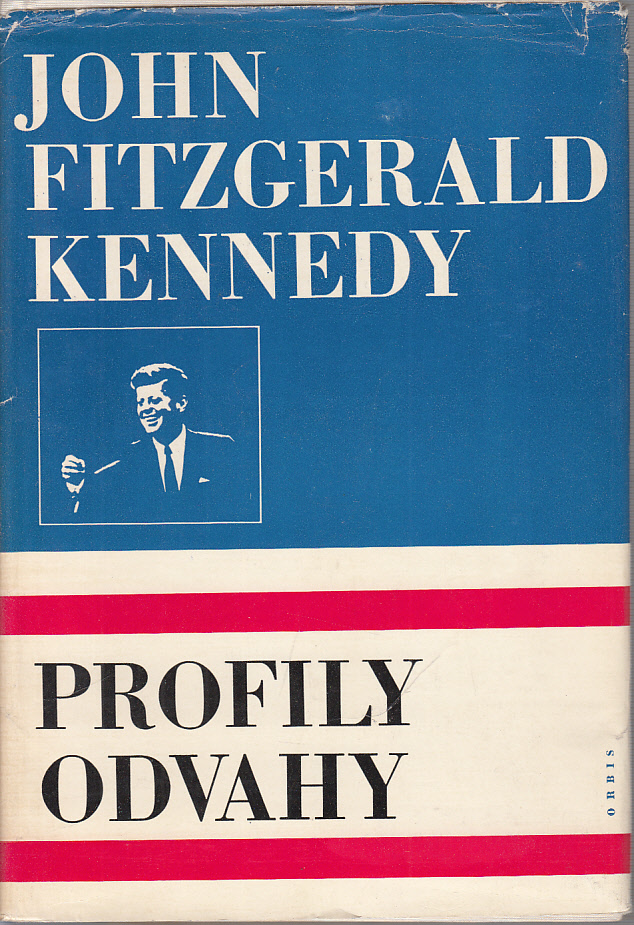 JOHN
FITZGERALD
KENNEDY
PROFILY
ODVAHY
ORBIS